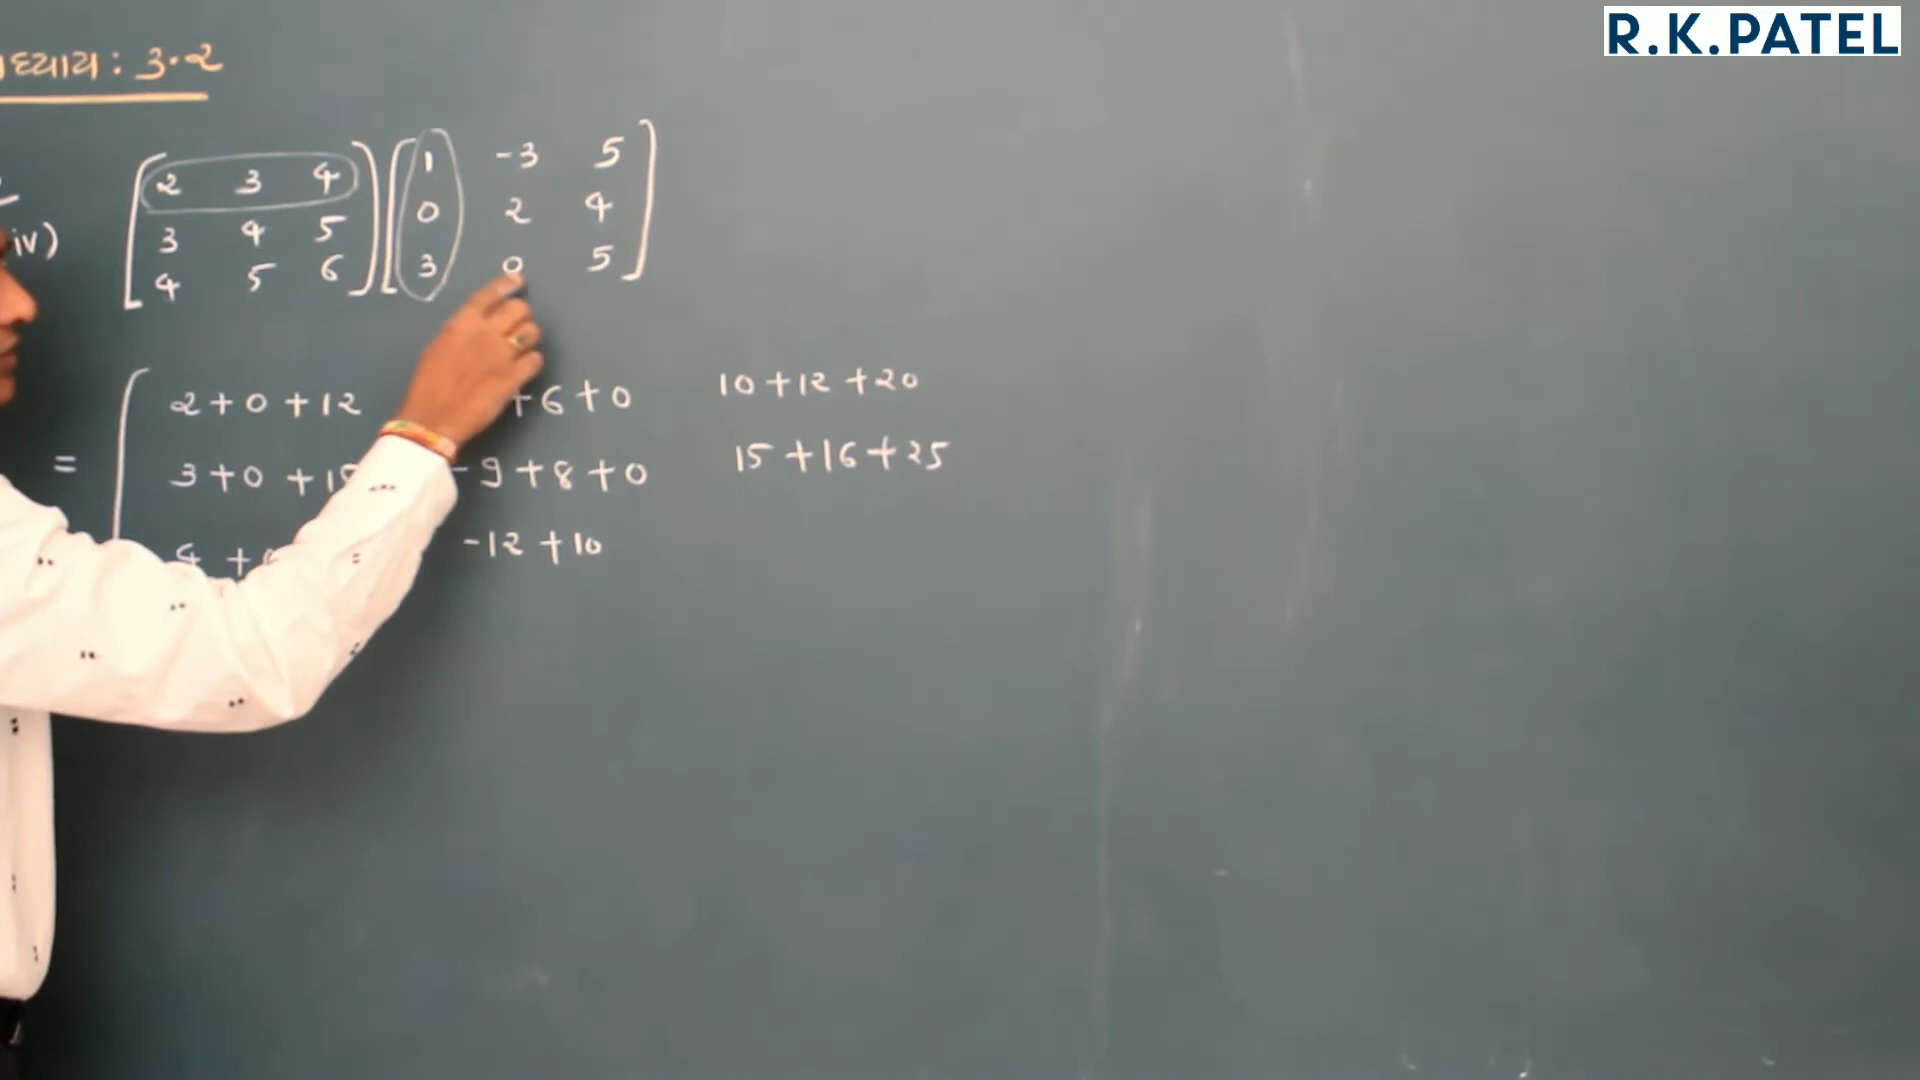 R.K.PATEL
: 3.2
iv) [2 3 4] [1 -3 5]
3 4 5 0 2 4
4 5 6 3 0 5
2+0+12 +6+0 10+12+20
= 3+0+18 -9+8+0 15+16+25
4 + -12+10